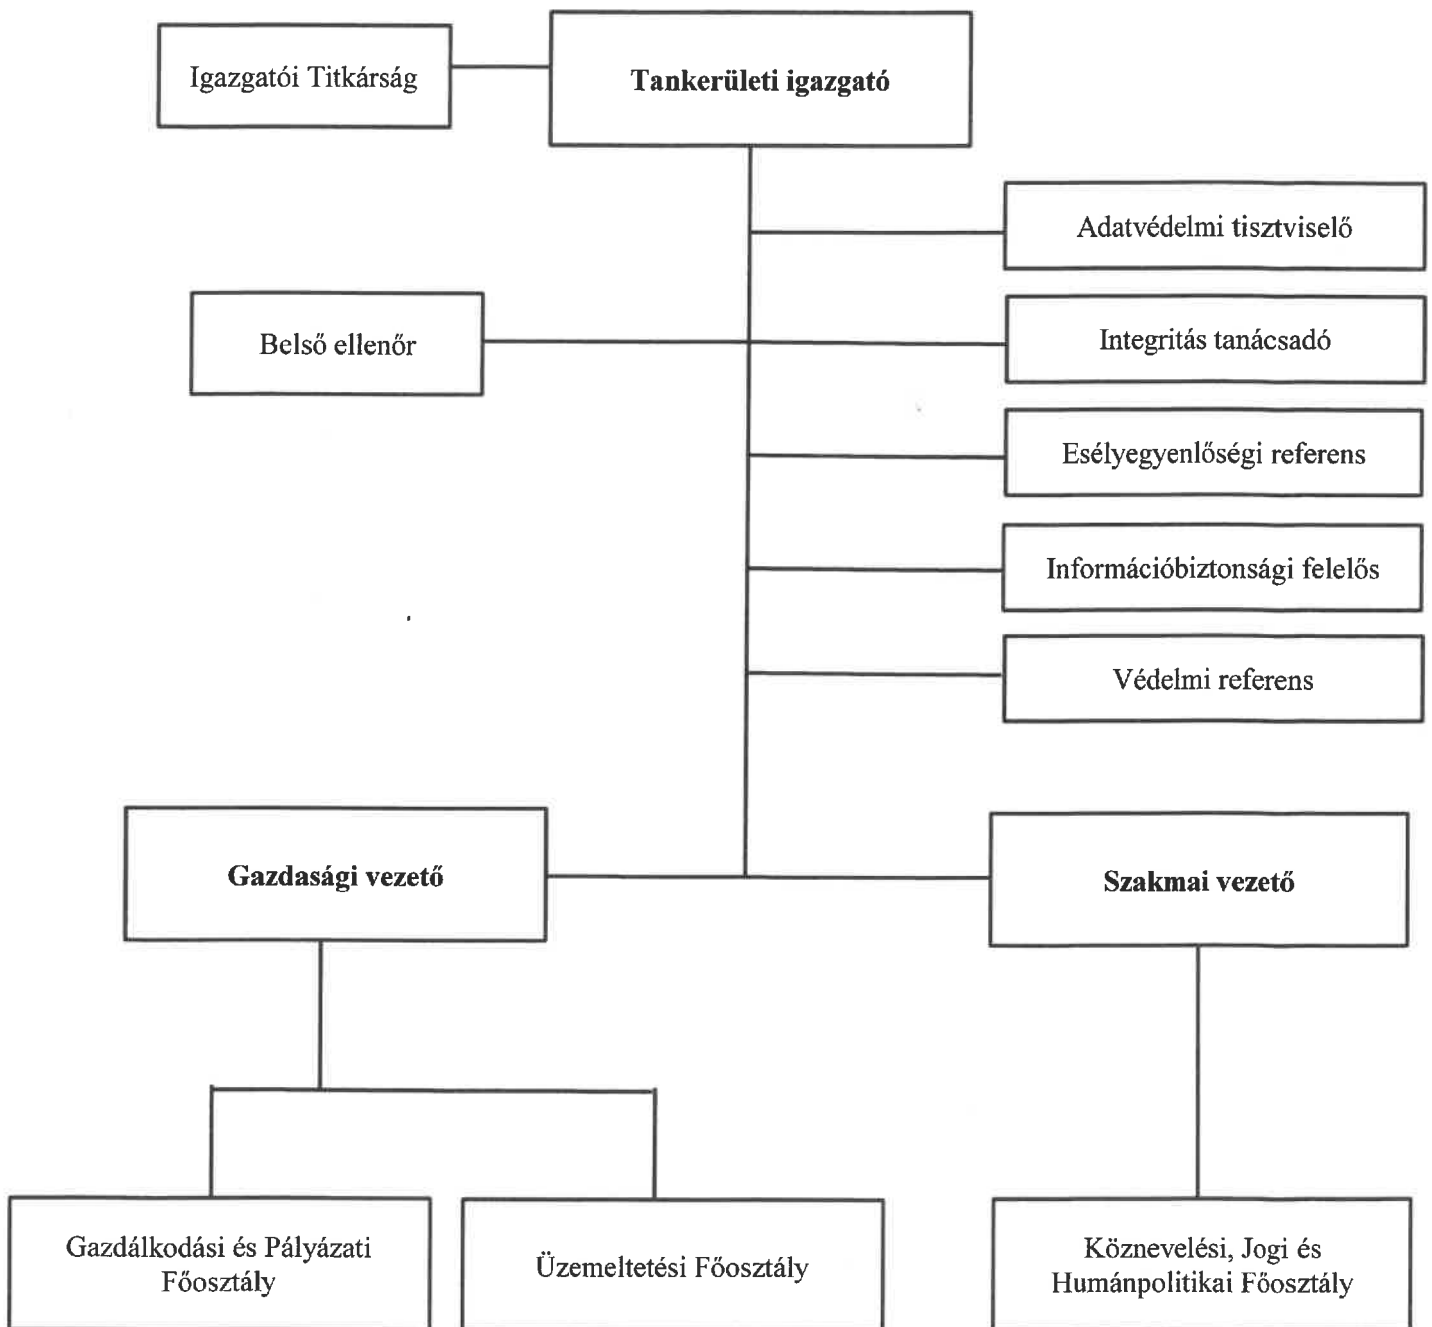 Igazgatói Titkárság
Tankerületi igazgató
Adatvédelmi tisztviselő
Belső ellenőr
Integritás tanácsadó
Esélyegyenlőségi referens
Információbiztonsági felelős
Védelmi referens
Gazdasági vezető
Szakmai vezető
Gazdálkodási és Pályázati
Főosztály
Üzemeltetési Főosztály
Köznevelési, Jogi és
Humánpolitikai Főosztály